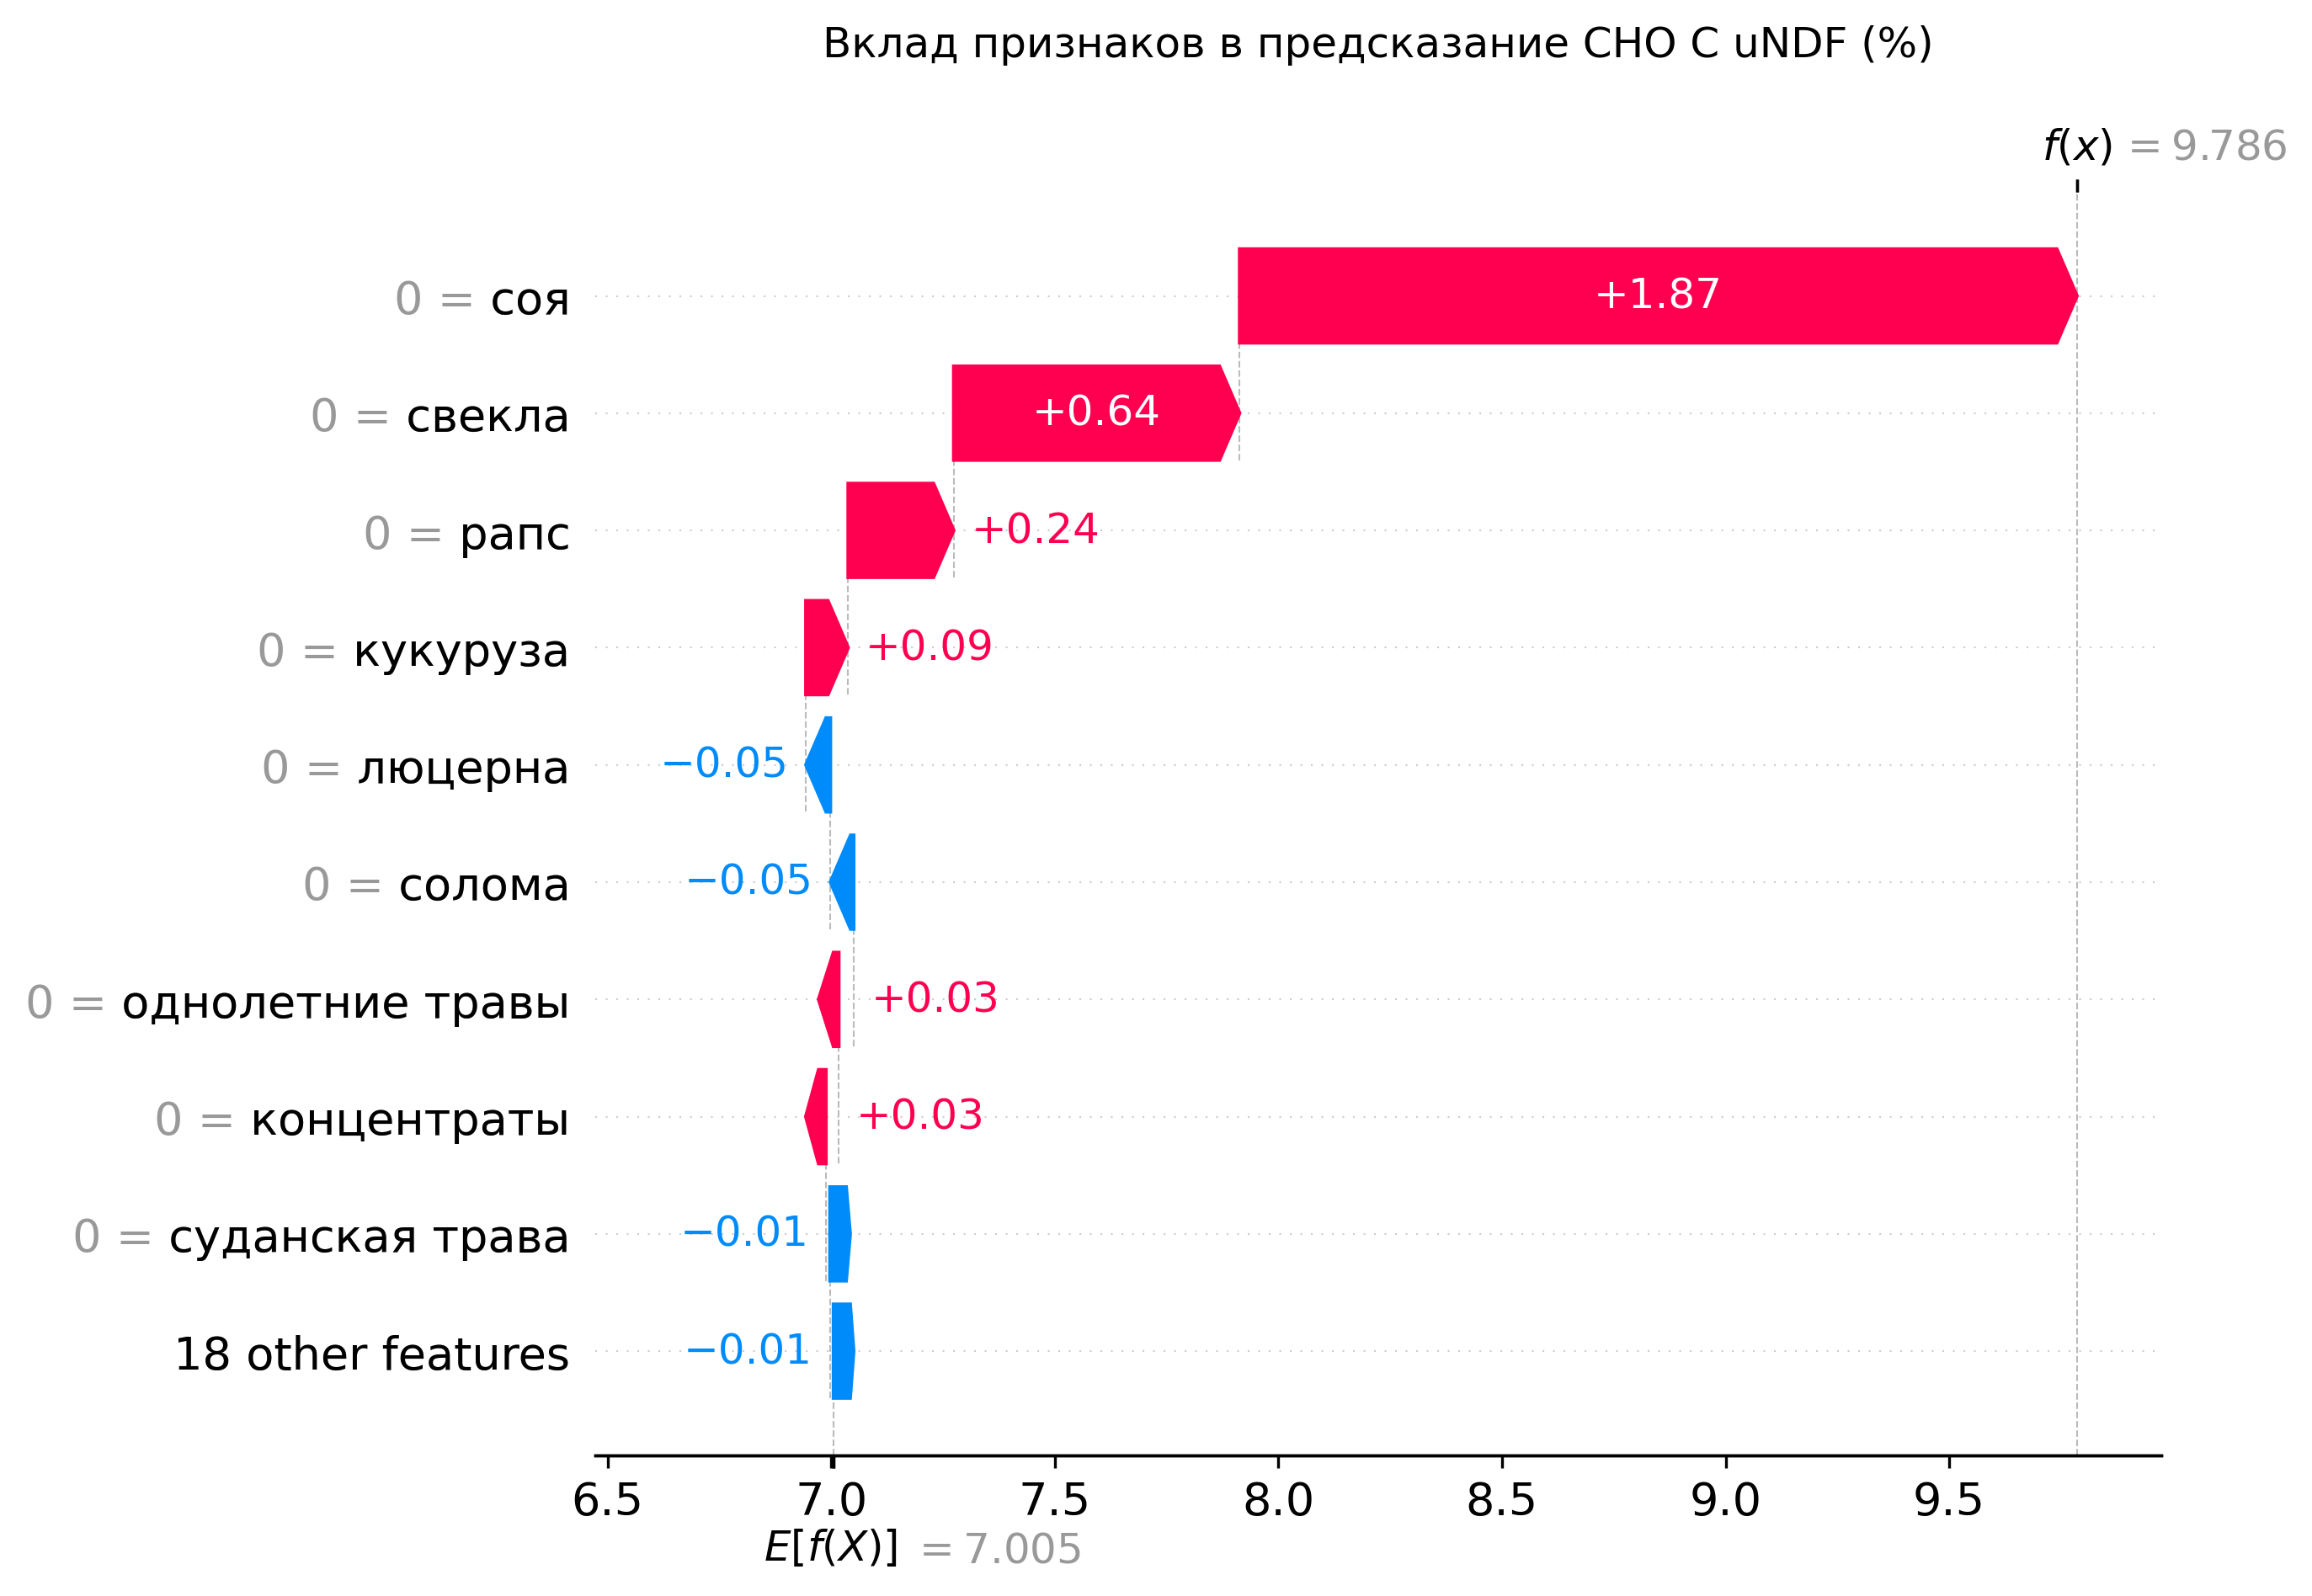 Вклад признаков в предсказание CHO C uNDF (%)
f(x) = 9.786
0 = соя +1.87
0 = свекла +0.64
0 = рапс +0.24
0 = кукуруза +0.09
0 = люцерна −0.05
0 = солома −0.05
0 = однолетние травы +0.03
0 = концентраты +0.03
0 = суданская трава −0.01
18 other features −0.01
6.5 7.0 7.5 8.0 8.5 9.0 9.5
E[f(X)] = 7.005